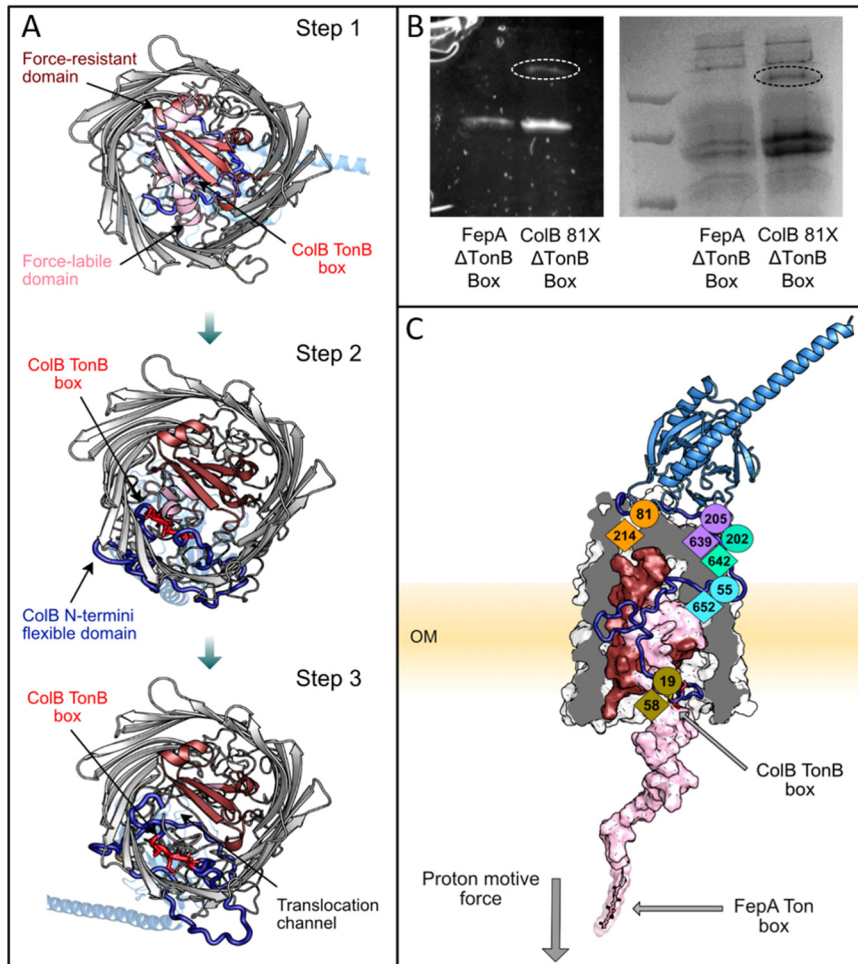 A
Step 1
Force-resistant
domain
Force-labile
domain
ColB TonB
box
Step 2
ColB TonB
box
ColB N-termini
flexible domain
Step 3
ColB TonB
box
Translocation
channel
B
FepA
ΔTonB
Box
ColB 81X
ΔTonB
Box
FepA
ΔTonB
Box
ColB 81X
ΔTonB
Box
C
81
214
205
639
202
642
55
652
OM
19
58
ColB TonB
box
Proton motive
force
FepA Ton
box